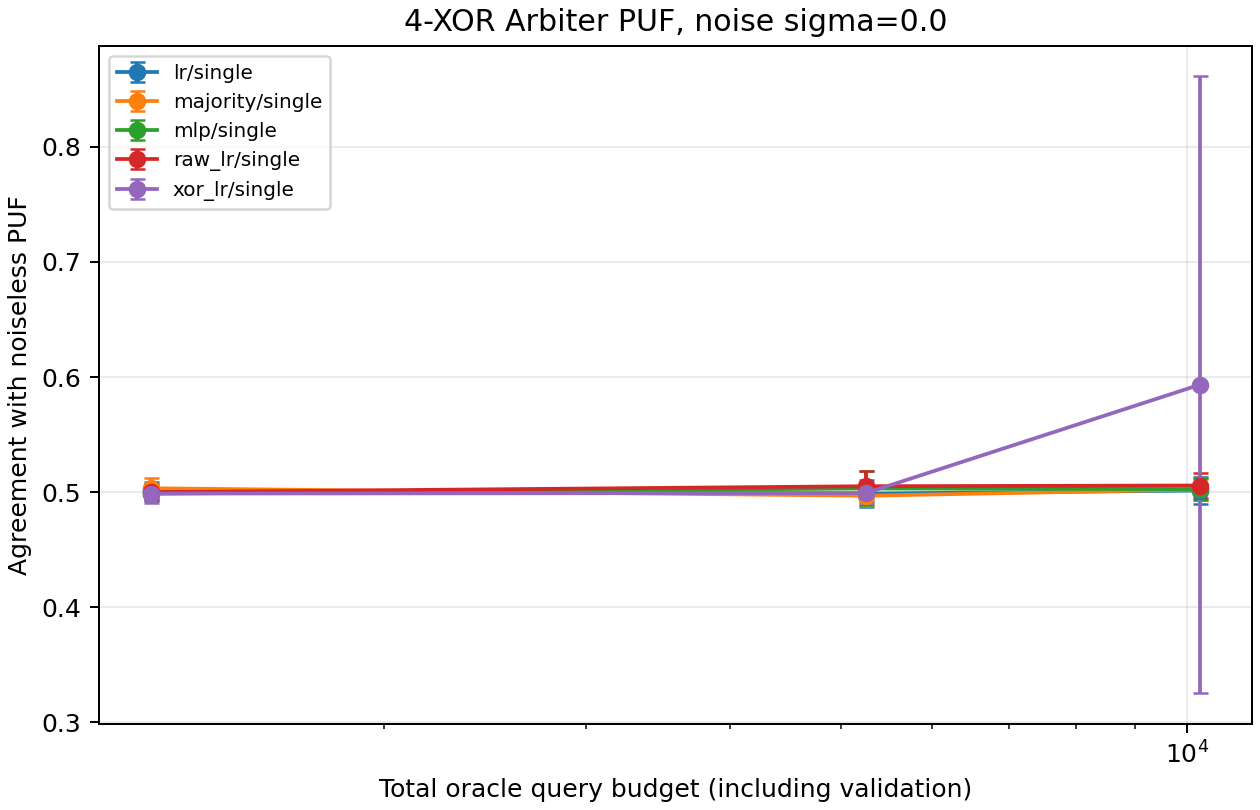 4-XOR Arbiter PUF, noise sigma=0.0
lr/single
majority/single
mlp/single
raw_lr/single
xor_lr/single
Agreement with noiseless PUF
0.8
0.7
0.6
0.5
0.4
0.3
10⁴
Total oracle query budget (including validation)